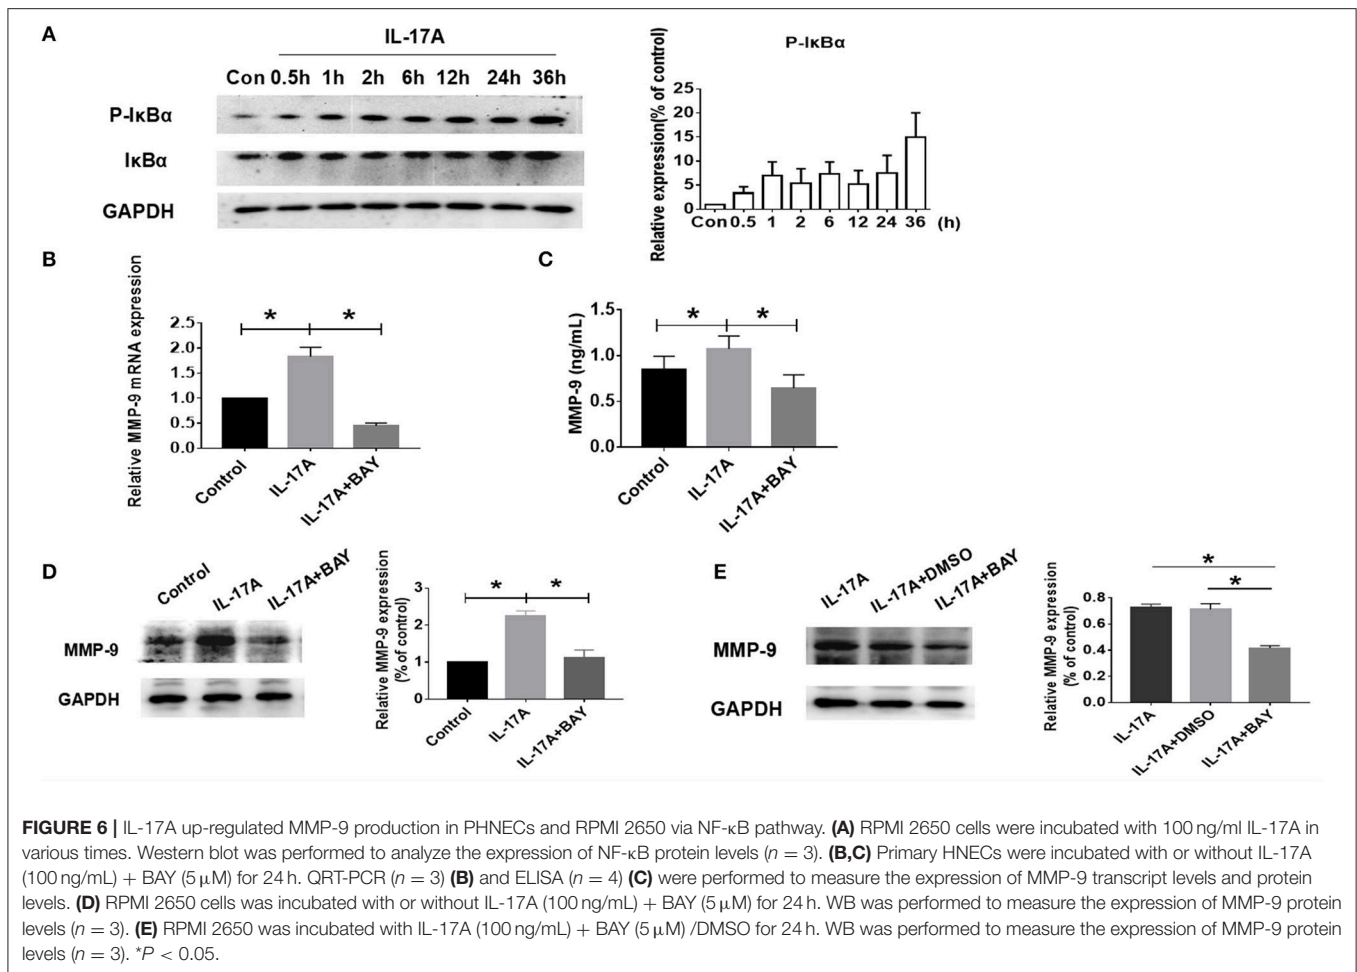 A
IL-17A
Con 0.5h 1h 2h 6h 12h 24h 36h
P-IκBα
IκBα
GAPDH
P-IκBα
Relative expression(% of control)
25
20
15
10
5
0
Con 0.5 1 2 6 12 24 36 (h)
B
Relative MMP-9 mRNA expression
2.5
2.0
1.5
1.0
0.5
0.0
* *
Control
IL-17A
IL-17A+BAY
C
MMP-9 (ng/mL)
1.5
1.0
0.5
0.0
* *
Control
IL-17A
IL-17A+BAY
D
Control
IL-17A
IL-17A+BAY
MMP-9
GAPDH
Relative MMP-9 expression
(% of control)
3
2
1
0
* *
Control
IL-17A
IL-17A+BAY
E
IL-17A
IL-17A+DMSO
IL-17A+BAY
MMP-9
GAPDH
Relative MMP-9 expression
(% of control)
0.8
0.6
0.4
0.2
0.0
*
*
IL-17A
IL-17A+DMSO
IL-17A+BAY
FIGURE 6 | IL-17A up-regulated MMP-9 production in PHNECs and RPMI 2650 via NF-κB pathway. (A) RPMI 2650 cells were incubated with 100 ng/ml IL-17A in
various times. Western blot was performed to analyze the expression of NF-κB protein levels (n = 3). (B,C) Primary HNECs were incubated with or without IL-17A
(100 ng/mL) + BAY (5 μM) for 24 h. QRT-PCR (n = 3) (B) and ELISA (n = 4) (C) were performed to measure the expression of MMP-9 transcript levels and protein
levels. (D) RPMI 2650 cells was incubated with or without IL-17A (100 ng/mL) + BAY (5 μM) for 24 h. WB was performed to measure the expression of MMP-9 protein
levels (n = 3). (E) RPMI 2650 was incubated with IL-17A (100 ng/mL) + BAY (5 μM) /DMSO for 24 h. WB was performed to measure the expression of MMP-9 protein
levels (n = 3). *P < 0.05.